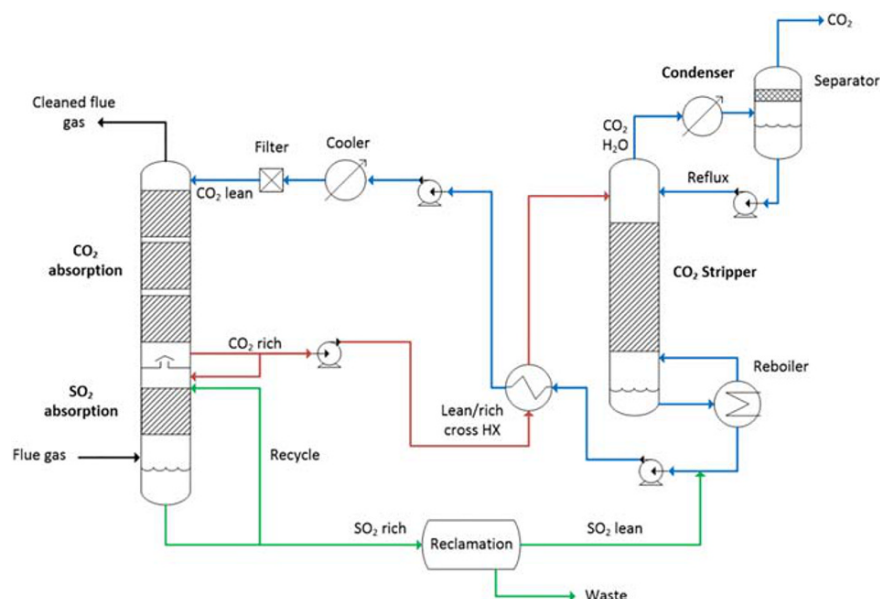 CO₂
Condenser
Separator
Cleaned flue
gas
Filter
Cooler
CO₂
H₂O
CO₂ lean
Reflux
CO₂
absorption
CO₂ Stripper
CO₂ rich
Reboiler
SO₂
absorption
Lean/rich
cross HX
Flue gas
Recycle
SO₂ rich
Reclamation
SO₂ lean
Waste